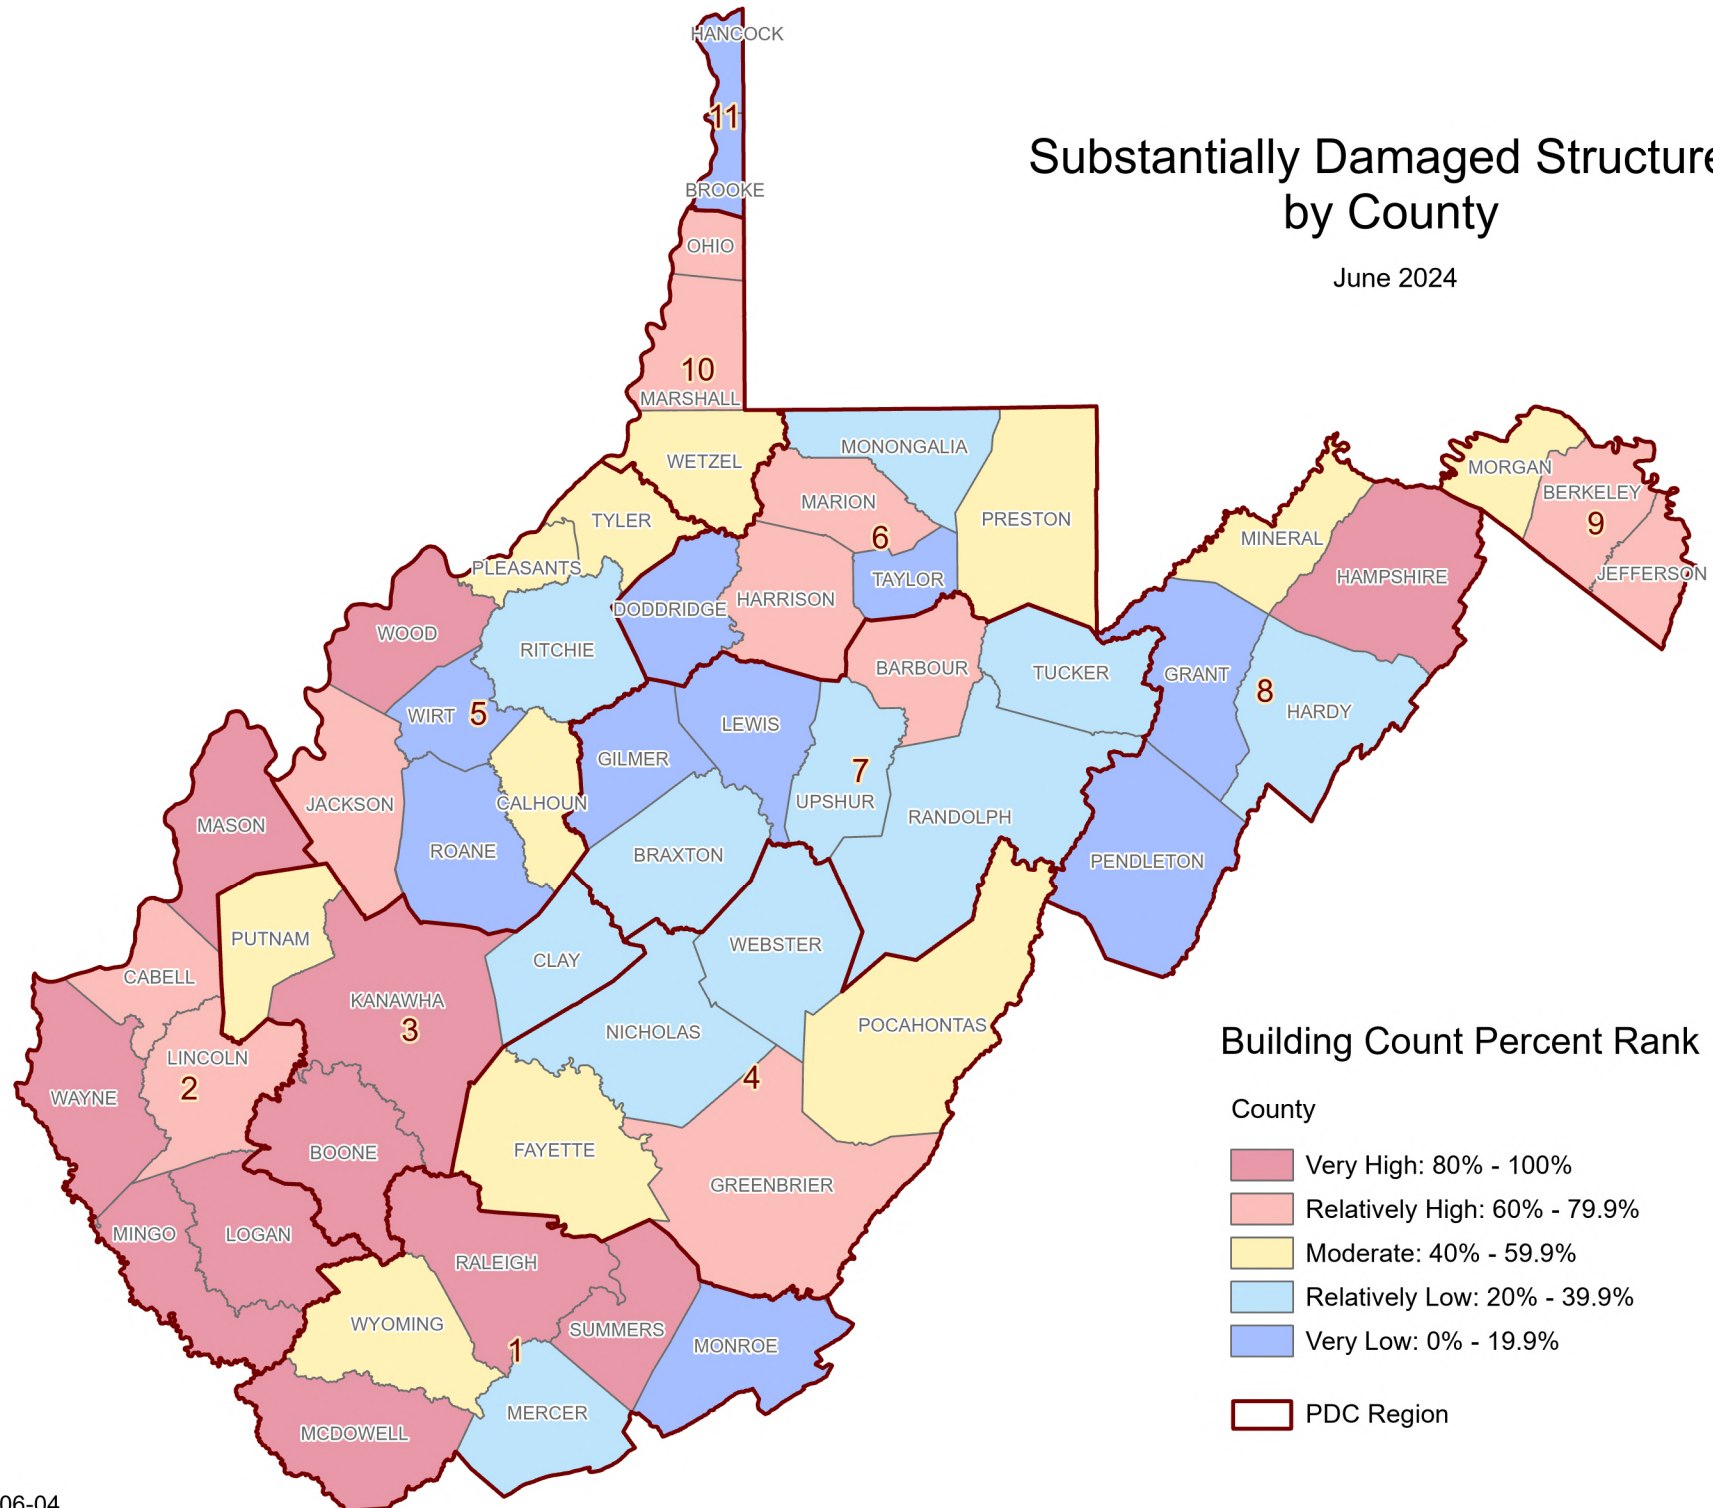 HANCOCK
11
BROOKE
Substantially Damaged Structure
by County
June 2024
OHIO
10
MARSHALL
WETZEL
MONONGALIA
MARION
6
PRESTON
TYLER
PLEASANTS
TAYLOR
HARRISON
DODDRIDGE
MORGAN
BERKELEY
9
JEFFERSON
MINERAL
HAMPSHIRE
WOOD
RITCHIE
BARBOUR
TUCKER
GRANT
8
HARDY
WIRT
5
LEWIS
GILMER
7
UPSHUR
JACKSON
CALHOUN
RANDOLPH
MASON
ROANE
BRAXTON
PENDLETON
PUTNAM
WEBSTER
CLAY
CABELL
KANAWHA
3
NICHOLAS
POCAHONTAS
LINCOLN
2
WAYNE
4
BOONE
FAYETTE
GREENBRIER
MINGO
LOGAN
RALEIGH
WYOMING
1
SUMMERS
MONROE
MERCER
MCDOWELL
Building Count Percent Rank
County
Very High: 80% - 100%
Relatively High: 60% - 79.9%
Moderate: 40% - 59.9%
Relatively Low: 20% - 39.9%
Very Low: 0% - 19.9%
PDC Region
06-04